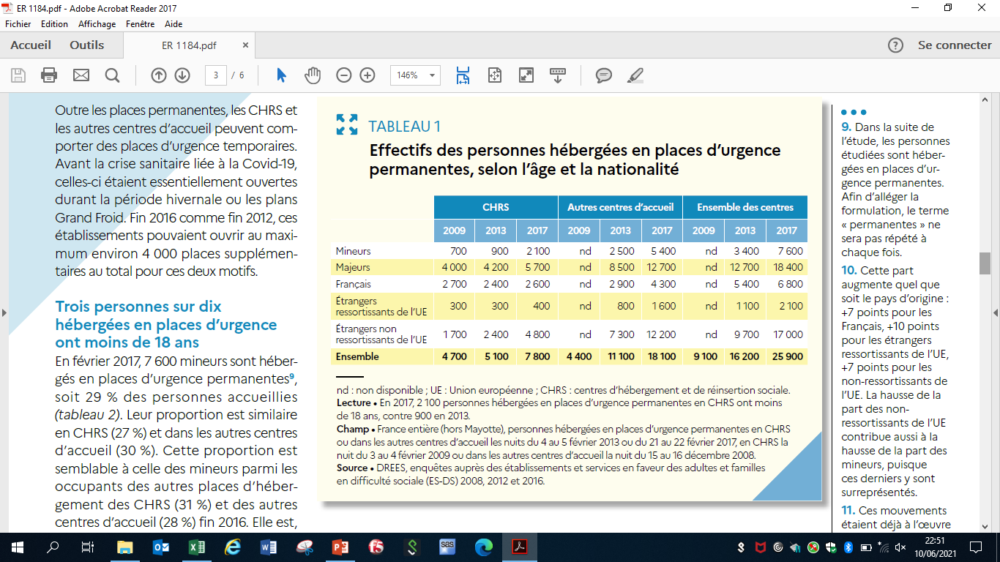 ER 1184.pdf - Adobe Acrobat Reader 2017
Fichier Edition Affichage Fenêtre Aide
Accueil Outils ER 1184.pdf × ? Se connecter
3 / 6 146%
Outre les places permanentes, les CHRS et
les autres centres d'accueil peuvent com-
porter des places d'urgence temporaires.
Avant la crise sanitaire liée à la Covid-19,
celles-ci étaient essentiellement ouvertes
durant la période hivernale ou les plans
Grand Froid. Fin 2016 comme fin 2012, ces
établissements pouvaient ouvrir au maxi-
mum environ 4 000 places supplémen-
taires au total pour ces deux motifs.
Trois personnes sur dix
hébergées en places d'urgence
ont moins de 18 ans
En février 2017, 7 600 mineurs sont héber-
gés en places d'urgence permanentes⁹,
soit 29 % des personnes accueillies
(tableau 2). Leur proportion est similaire
en CHRS (27 %) et dans les autres centres
d'accueil (30 %). Cette proportion est
semblable à celle des mineurs parmi les
occupants des autres places d'héber-
gement des CHRS (31 %) et des autres
centres d'accueil (28 %) fin 2016. Elle est,
TABLEAU 1
Effectifs des personnes hébergées en places d'urgence
permanentes, selon l'âge et la nationalité
CHRS Autres centres d'accueil Ensemble des centres
2009 2013 2017 2009 2013 2017 2009 2013 2017
Mineurs 700 900 2 100 nd 2 500 5 400 nd 3 400 7 600
Majeurs 4 000 4 200 5 700 nd 8 500 12 700 nd 12 700 18 400
Français 2 700 2 400 2 600 nd 2 900 4 300 nd 5 400 6 800
Étrangers
ressortissants de l'UE 300 300 400 nd 800 1 600 nd 1 100 2 100
Étrangers non
ressortissants de l'UE 1 700 2 400 4 800 nd 7 300 12 200 nd 9 700 17 000
Ensemble 4 700 5 100 7 800 4 400 11 100 18 100 9 100 16 200 25 900
nd : non disponible ; UE : Union européenne ; CHRS : centres d'hébergement et de réinsertion sociale.
Lecture • En 2017, 2 100 personnes hébergées en places d'urgence permanentes en CHRS ont moins
de 18 ans, contre 900 en 2013.
Champ • France entière (hors Mayotte), personnes hébergées en places d'urgence permanentes en CHRS
ou dans les autres centres d'accueil les nuits du 4 au 5 février 2013 ou du 21 au 22 février 2017, en CHRS la
nuit du 3 au 4 février 2009 ou dans les autres centres d'accueil la nuit du 15 au 16 décembre 2008.
Source • DREES, enquêtes auprès des établissements et services en faveur des adultes et familles
en difficulté sociale (ES-DS) 2008, 2012 et 2016.
9. Dans la suite de
l'étude, les personnes
étudiées sont héber-
gées en places d'ur-
gence permanentes.
Afin d'alléger la
formulation, le terme
« permanentes » ne
sera pas répété à
chaque fois.
10. Cette part
augmente quel que
soit le pays d'origine :
+7 points pour les
Français, +10 points
pour les étrangers
ressortissants de l'UE,
+7 points pour les
non-ressortissants de
l'UE. La hausse de la
part des non-
ressortissants de l'UE
contribue aussi à la
hausse de la part des
mineurs, puisque
ces derniers y sont
surreprésentés.
11. Ces mouvements
étaient déjà à l'œuvre
22:51
10/06/2021